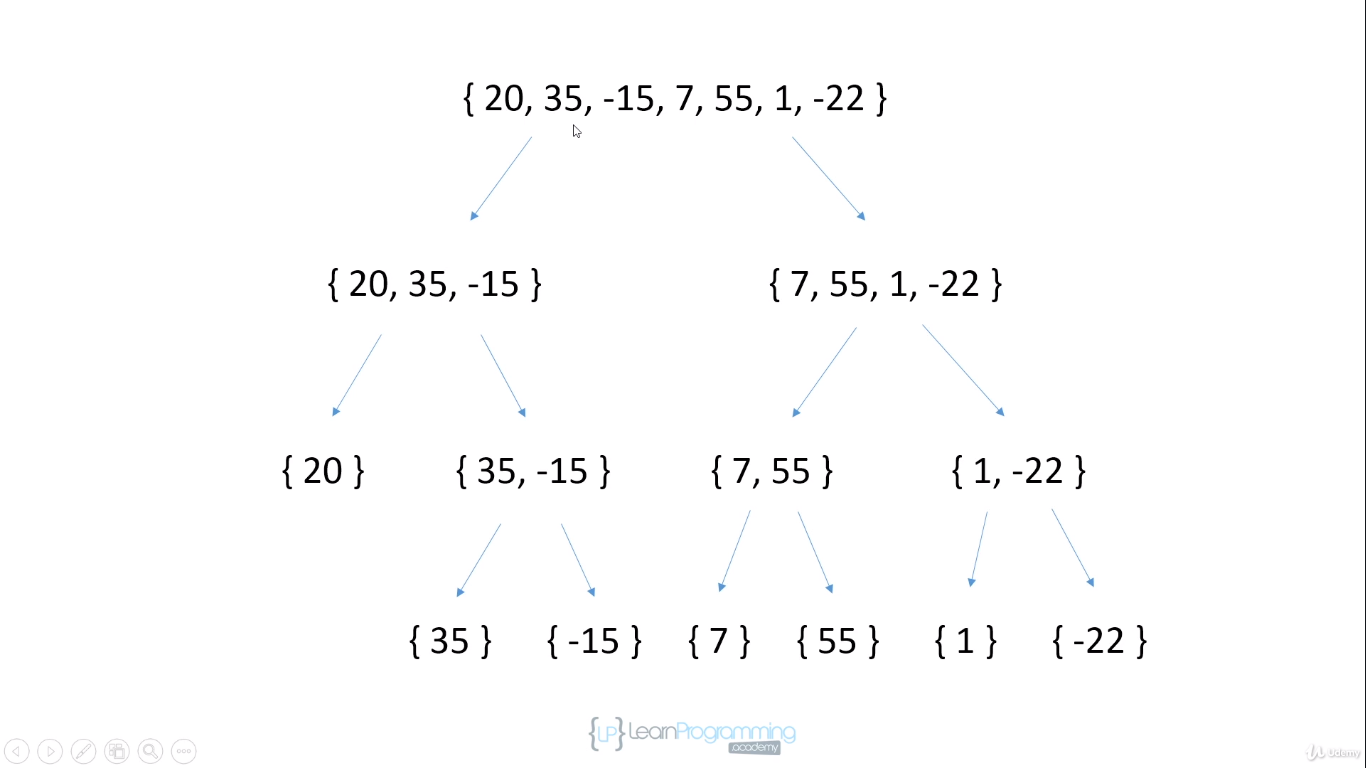 { 20, 35, -15, 7, 55, 1, -22 }
{ 20, 35, -15 } { 7, 55, 1, -22 }
{ 20 } { 35, -15 } { 7, 55 } { 1, -22 }
{ 35 } { -15 } { 7 } { 55 } { 1 } { -22 }
{LP} LearnProgramming
.academy
Udemy